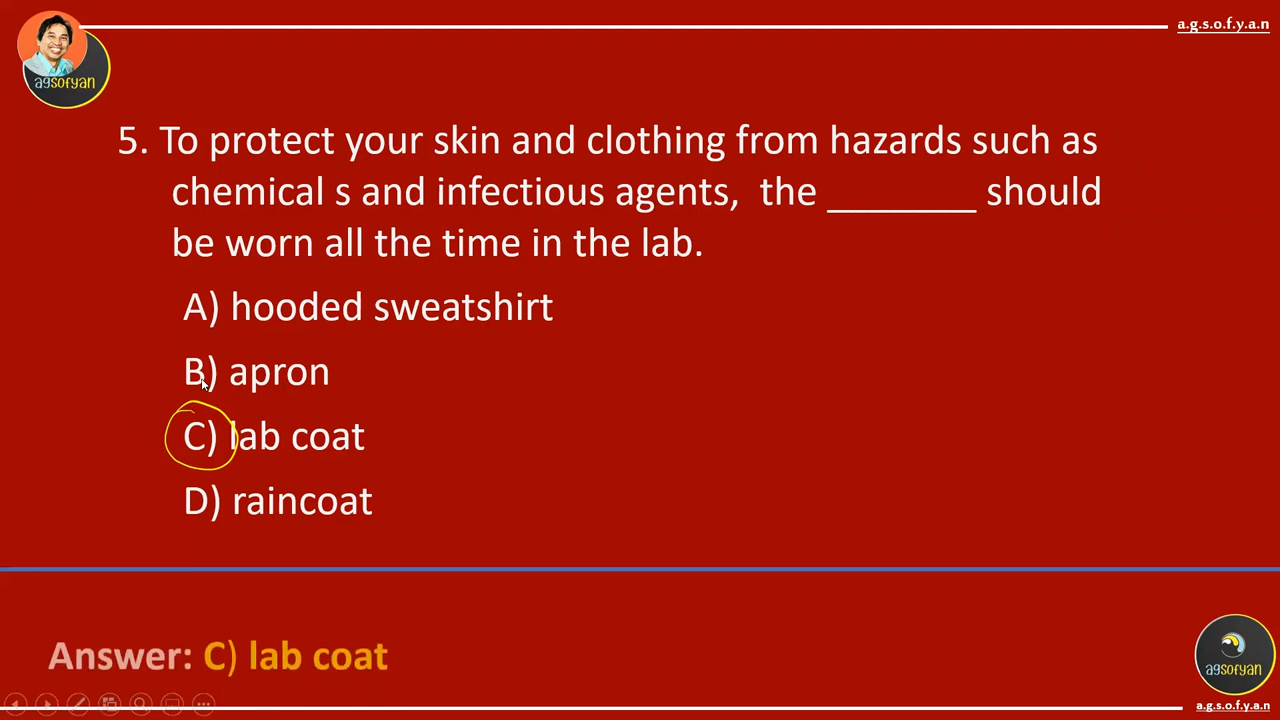 a.g.s.o.f.y.a.n
agsofyan
5. To protect your skin and clothing from hazards such as
chemical s and infectious agents, the _______ should
be worn all the time in the lab.
A) hooded sweatshirt
B) apron
C) lab coat
D) raincoat
Answer: C) lab coat
agsofyan
a.g.s.o.f.y.a.n